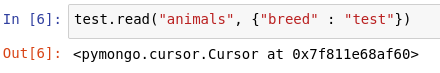 In [6]: test.read("animals", {"breed" : "test"})
Out[6]: <pymongo.cursor.Cursor at 0x7f811e68af60>